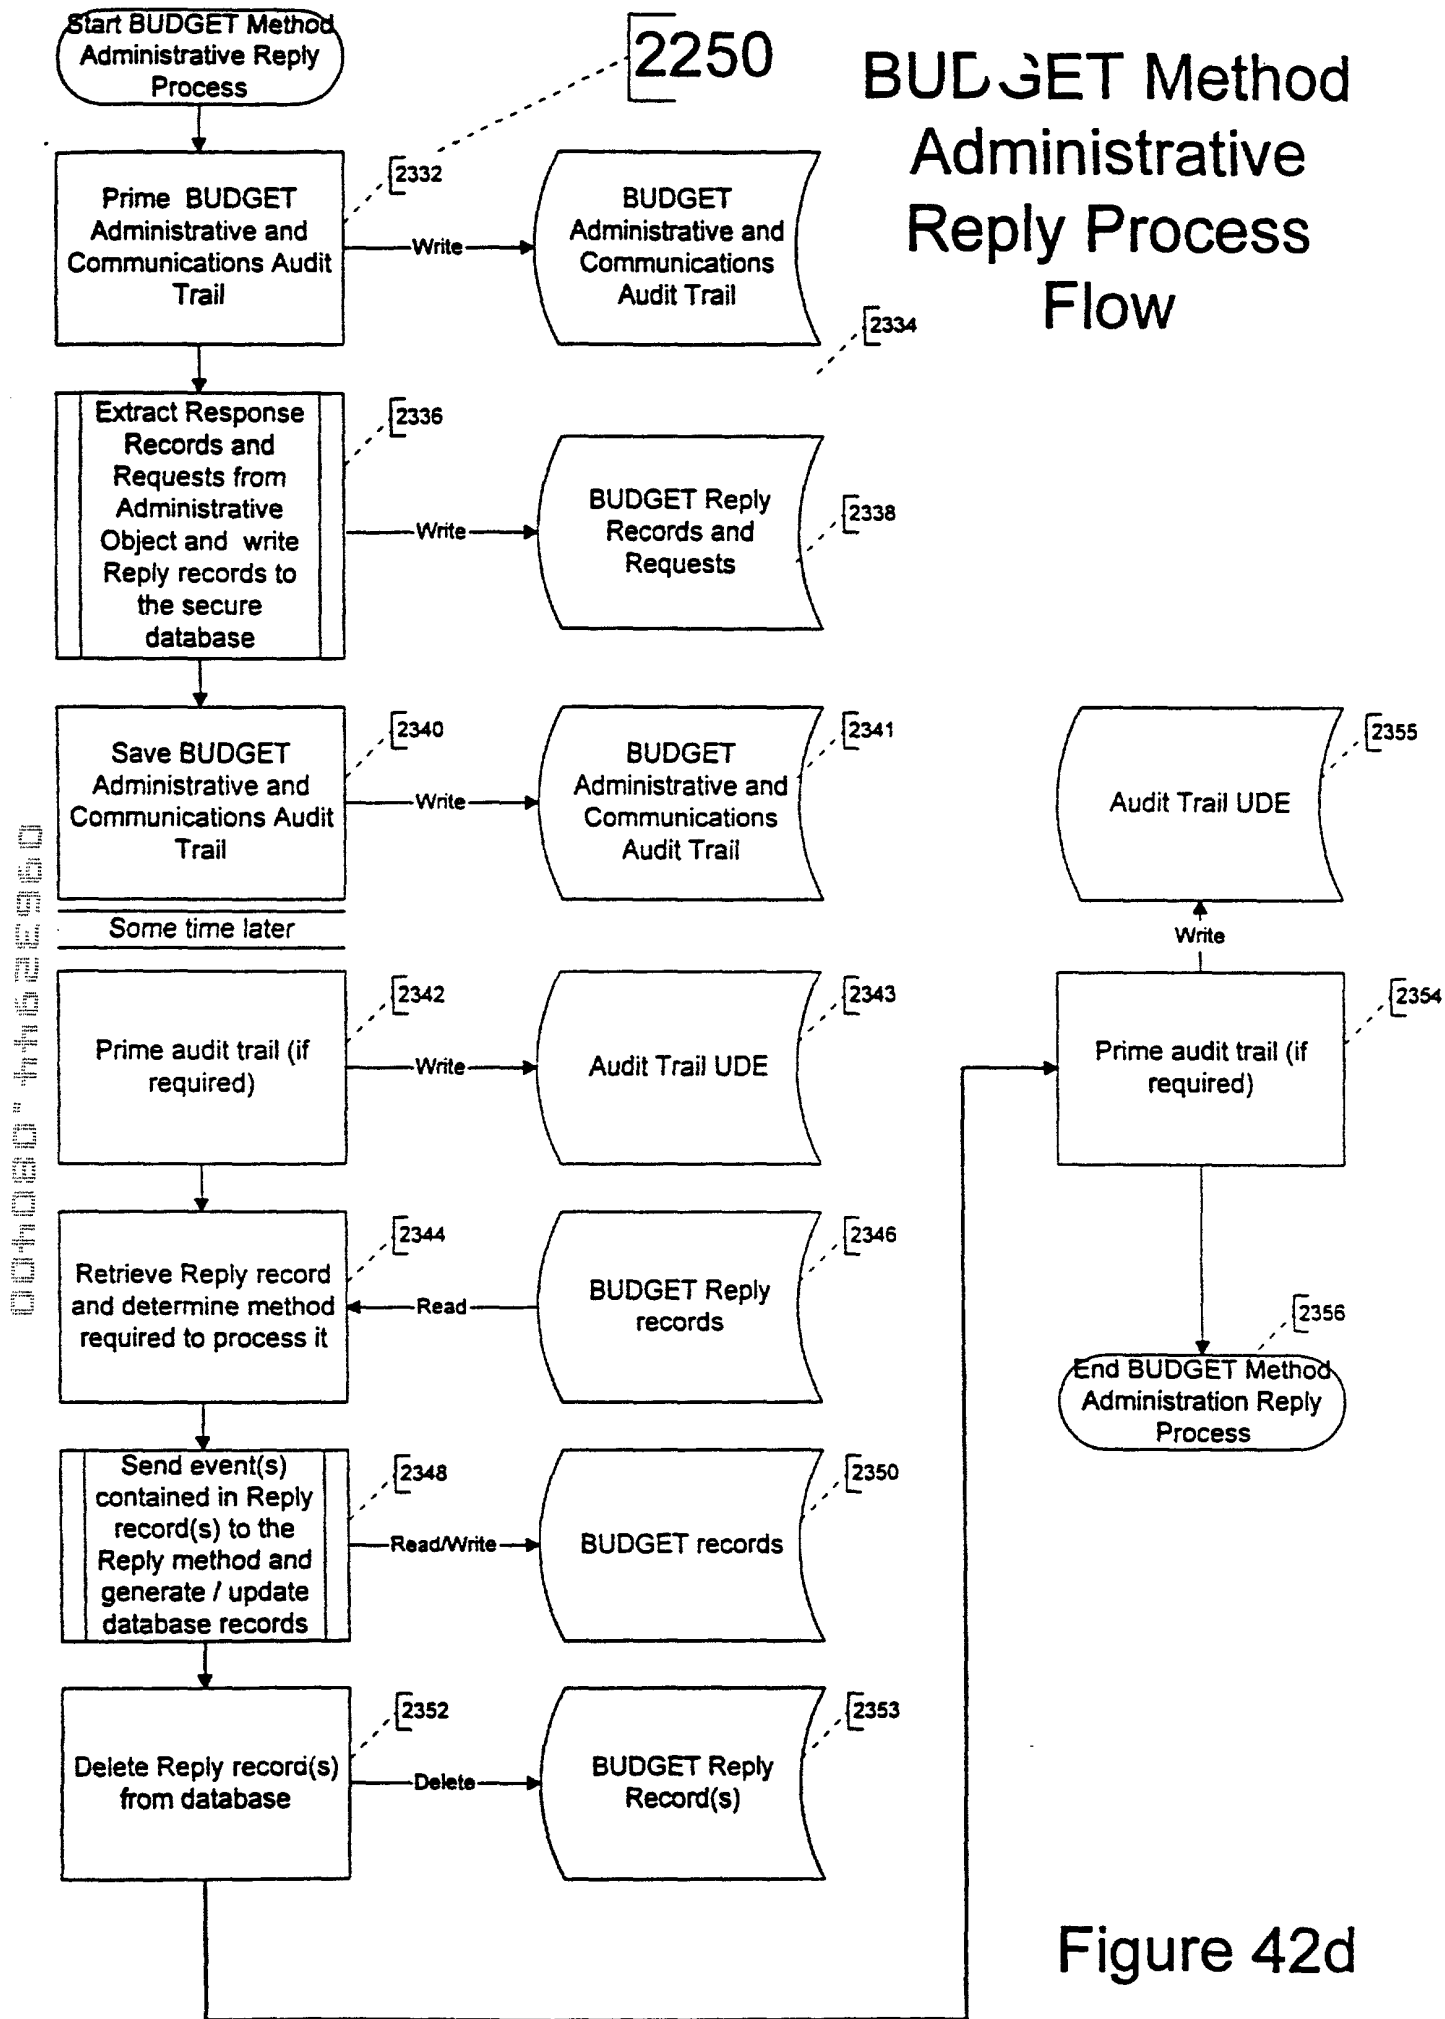 Start BUDGET Method
Administrative Reply
Process
2250
BUDGET Method
Administrative
Reply Process
Flow
2332
Prime BUDGET
Administrative and
Communications Audit
Trail
Write
BUDGET
Administrative and
Communications
Audit Trail
2334
2336
Extract Response
Records and
Requests from
Administrative
Object and write
Reply records to
the secure
database
Write
BUDGET Reply
Records and
Requests
2338
2340
Save BUDGET
Administrative and
Communications Audit
Trail
Write
BUDGET
Administrative and
Communications
Audit Trail
2341
Some time later
2342
Prime audit trail (if
required)
Write
Audit Trail UDE
2343
2344
Retrieve Reply record
and determine method
required to process it
Read
BUDGET Reply
records
2346
2348
Send event(s)
contained in Reply
record(s) to the
Reply method and
generate / update
database records
Read/Write
BUDGET records
2350
2352
Delete Reply record(s)
from database
Delete
BUDGET Reply
Record(s)
2353
2355
Audit Trail UDE
Write
2354
Prime audit trail (if
required)
2356
End BUDGET Method
Administration Reply
Process
Figure 42d